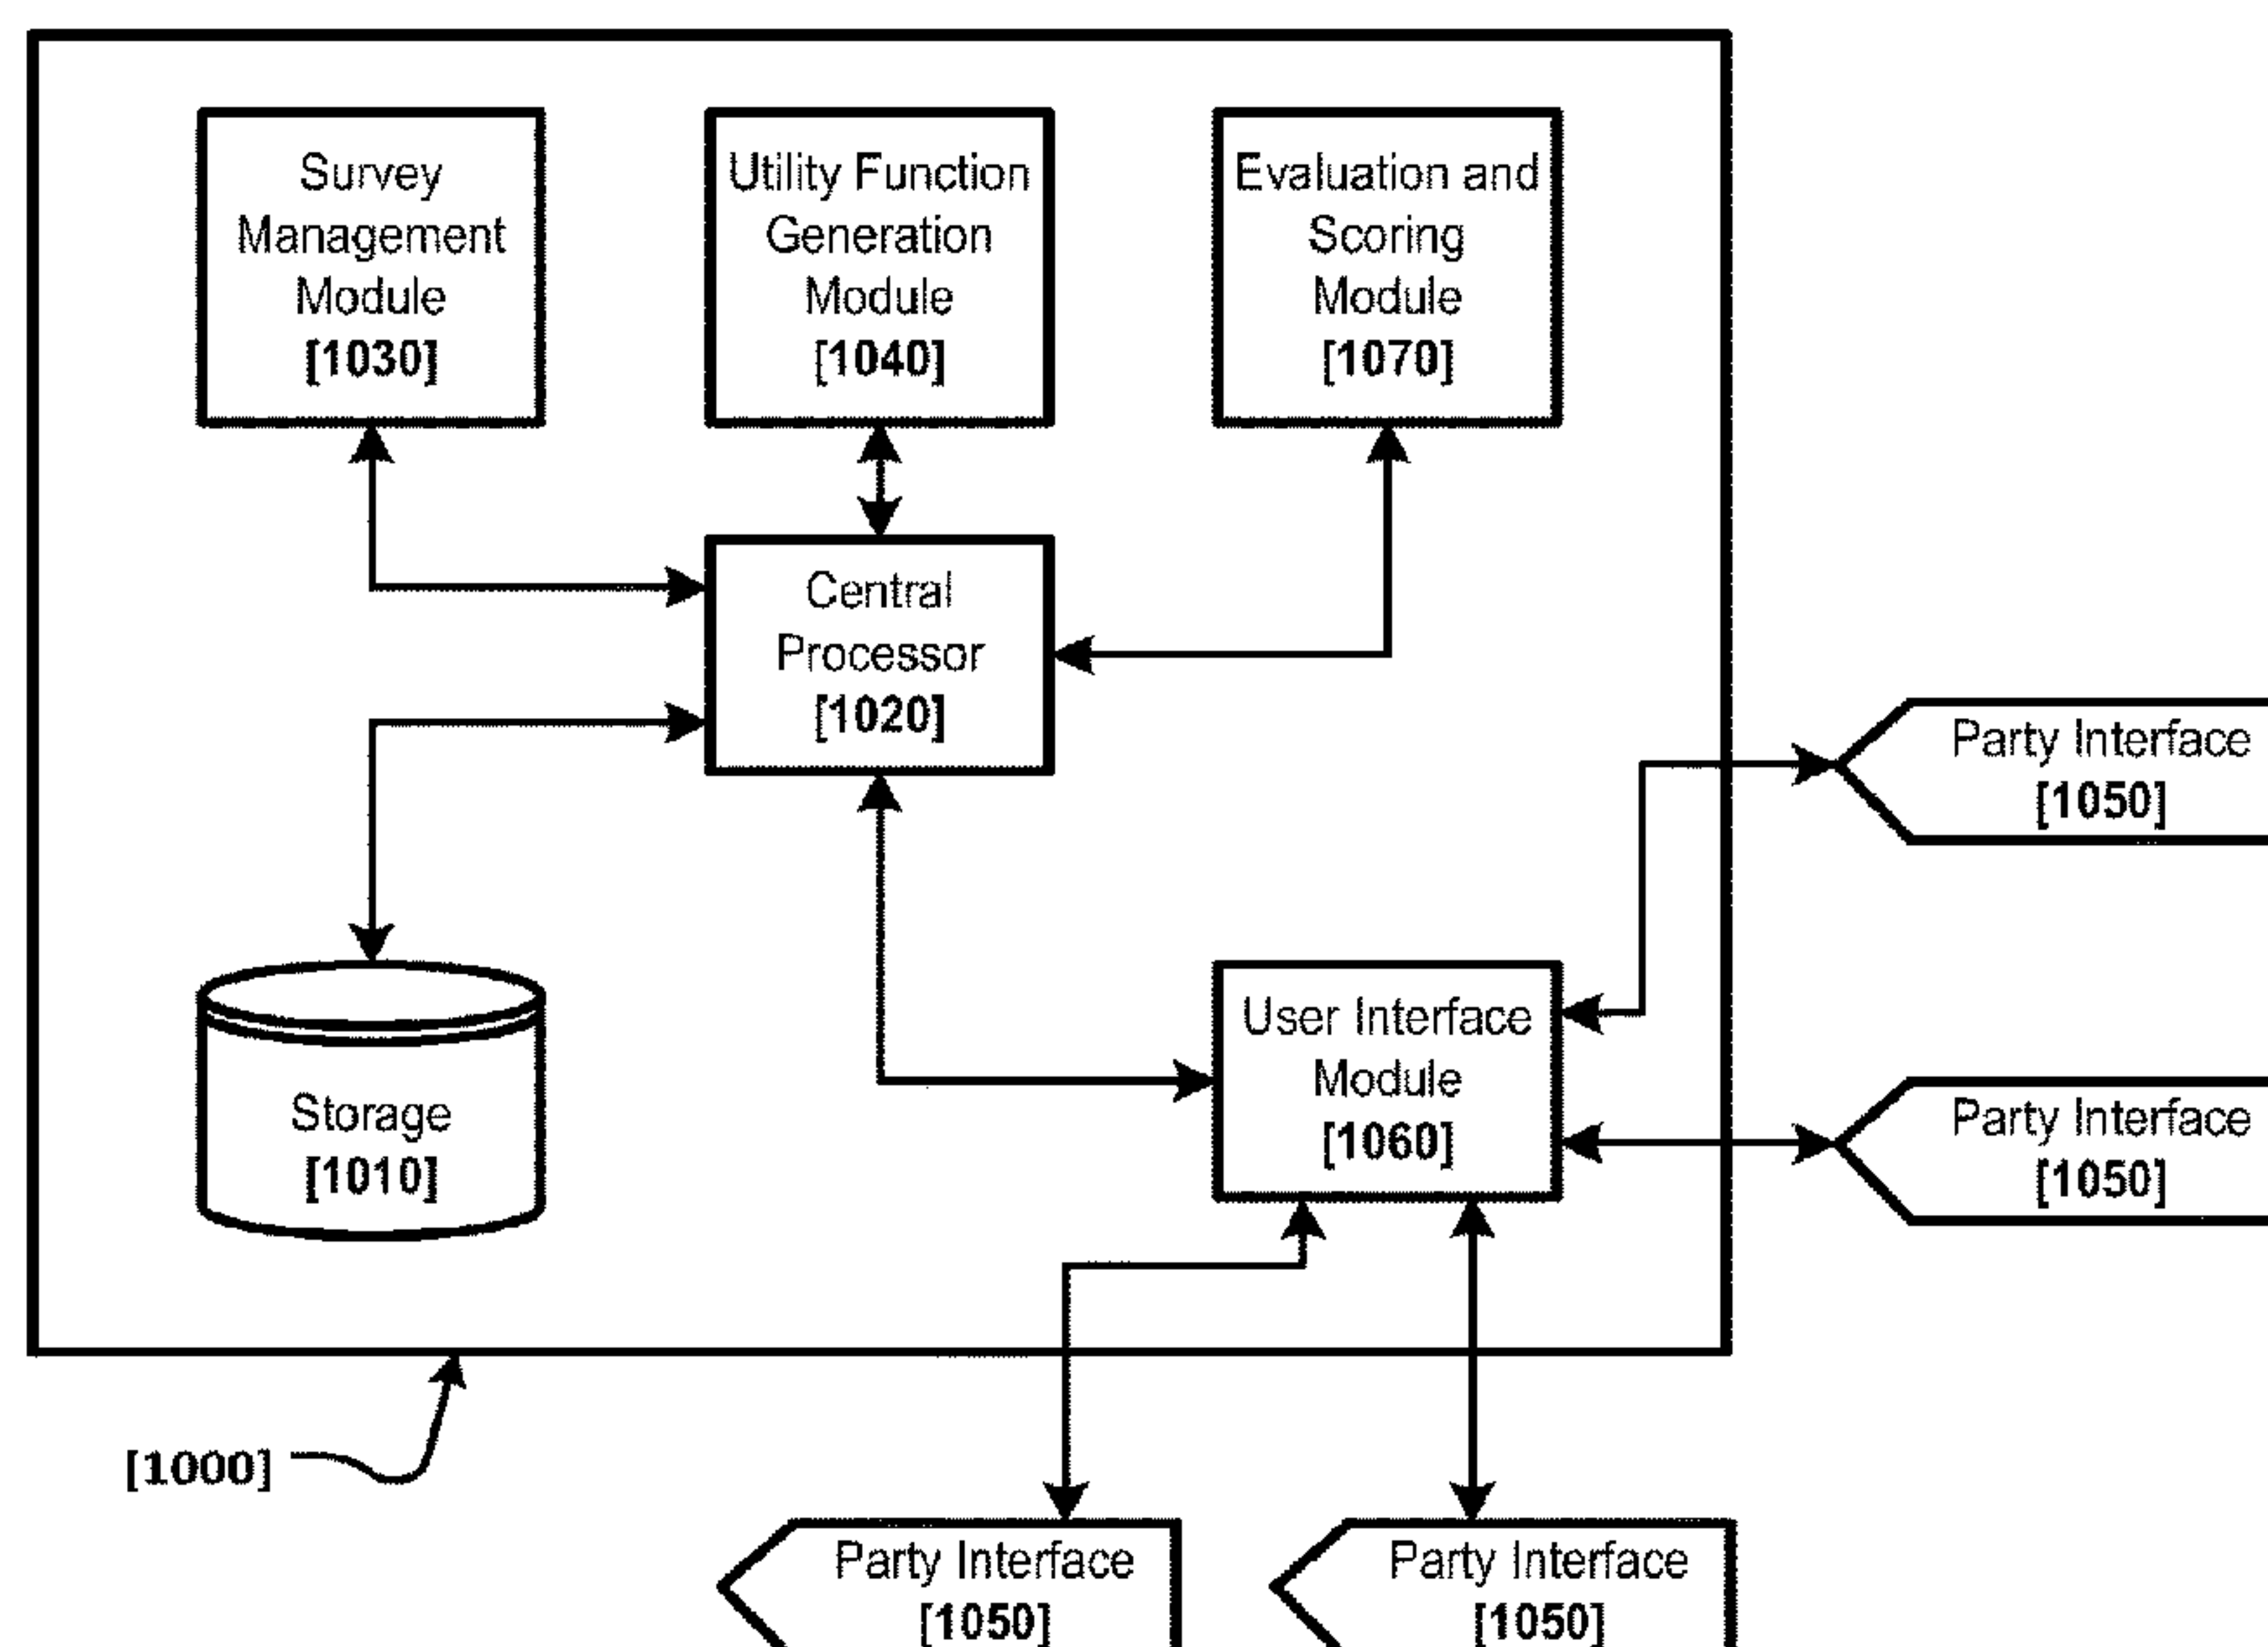 Survey
Management
Module
[1030]
Utility Function
Generation
Module
[1040]
Evaluation and
Scoring
Module
[1070]
Central
Processor
[1020]
Party Interface
[1050]
Storage
[1010]
User Interface
Module
[1060]
Party Interface
[1050]
[1000]
Party Interface
[1050]
Party Interface
[1050]